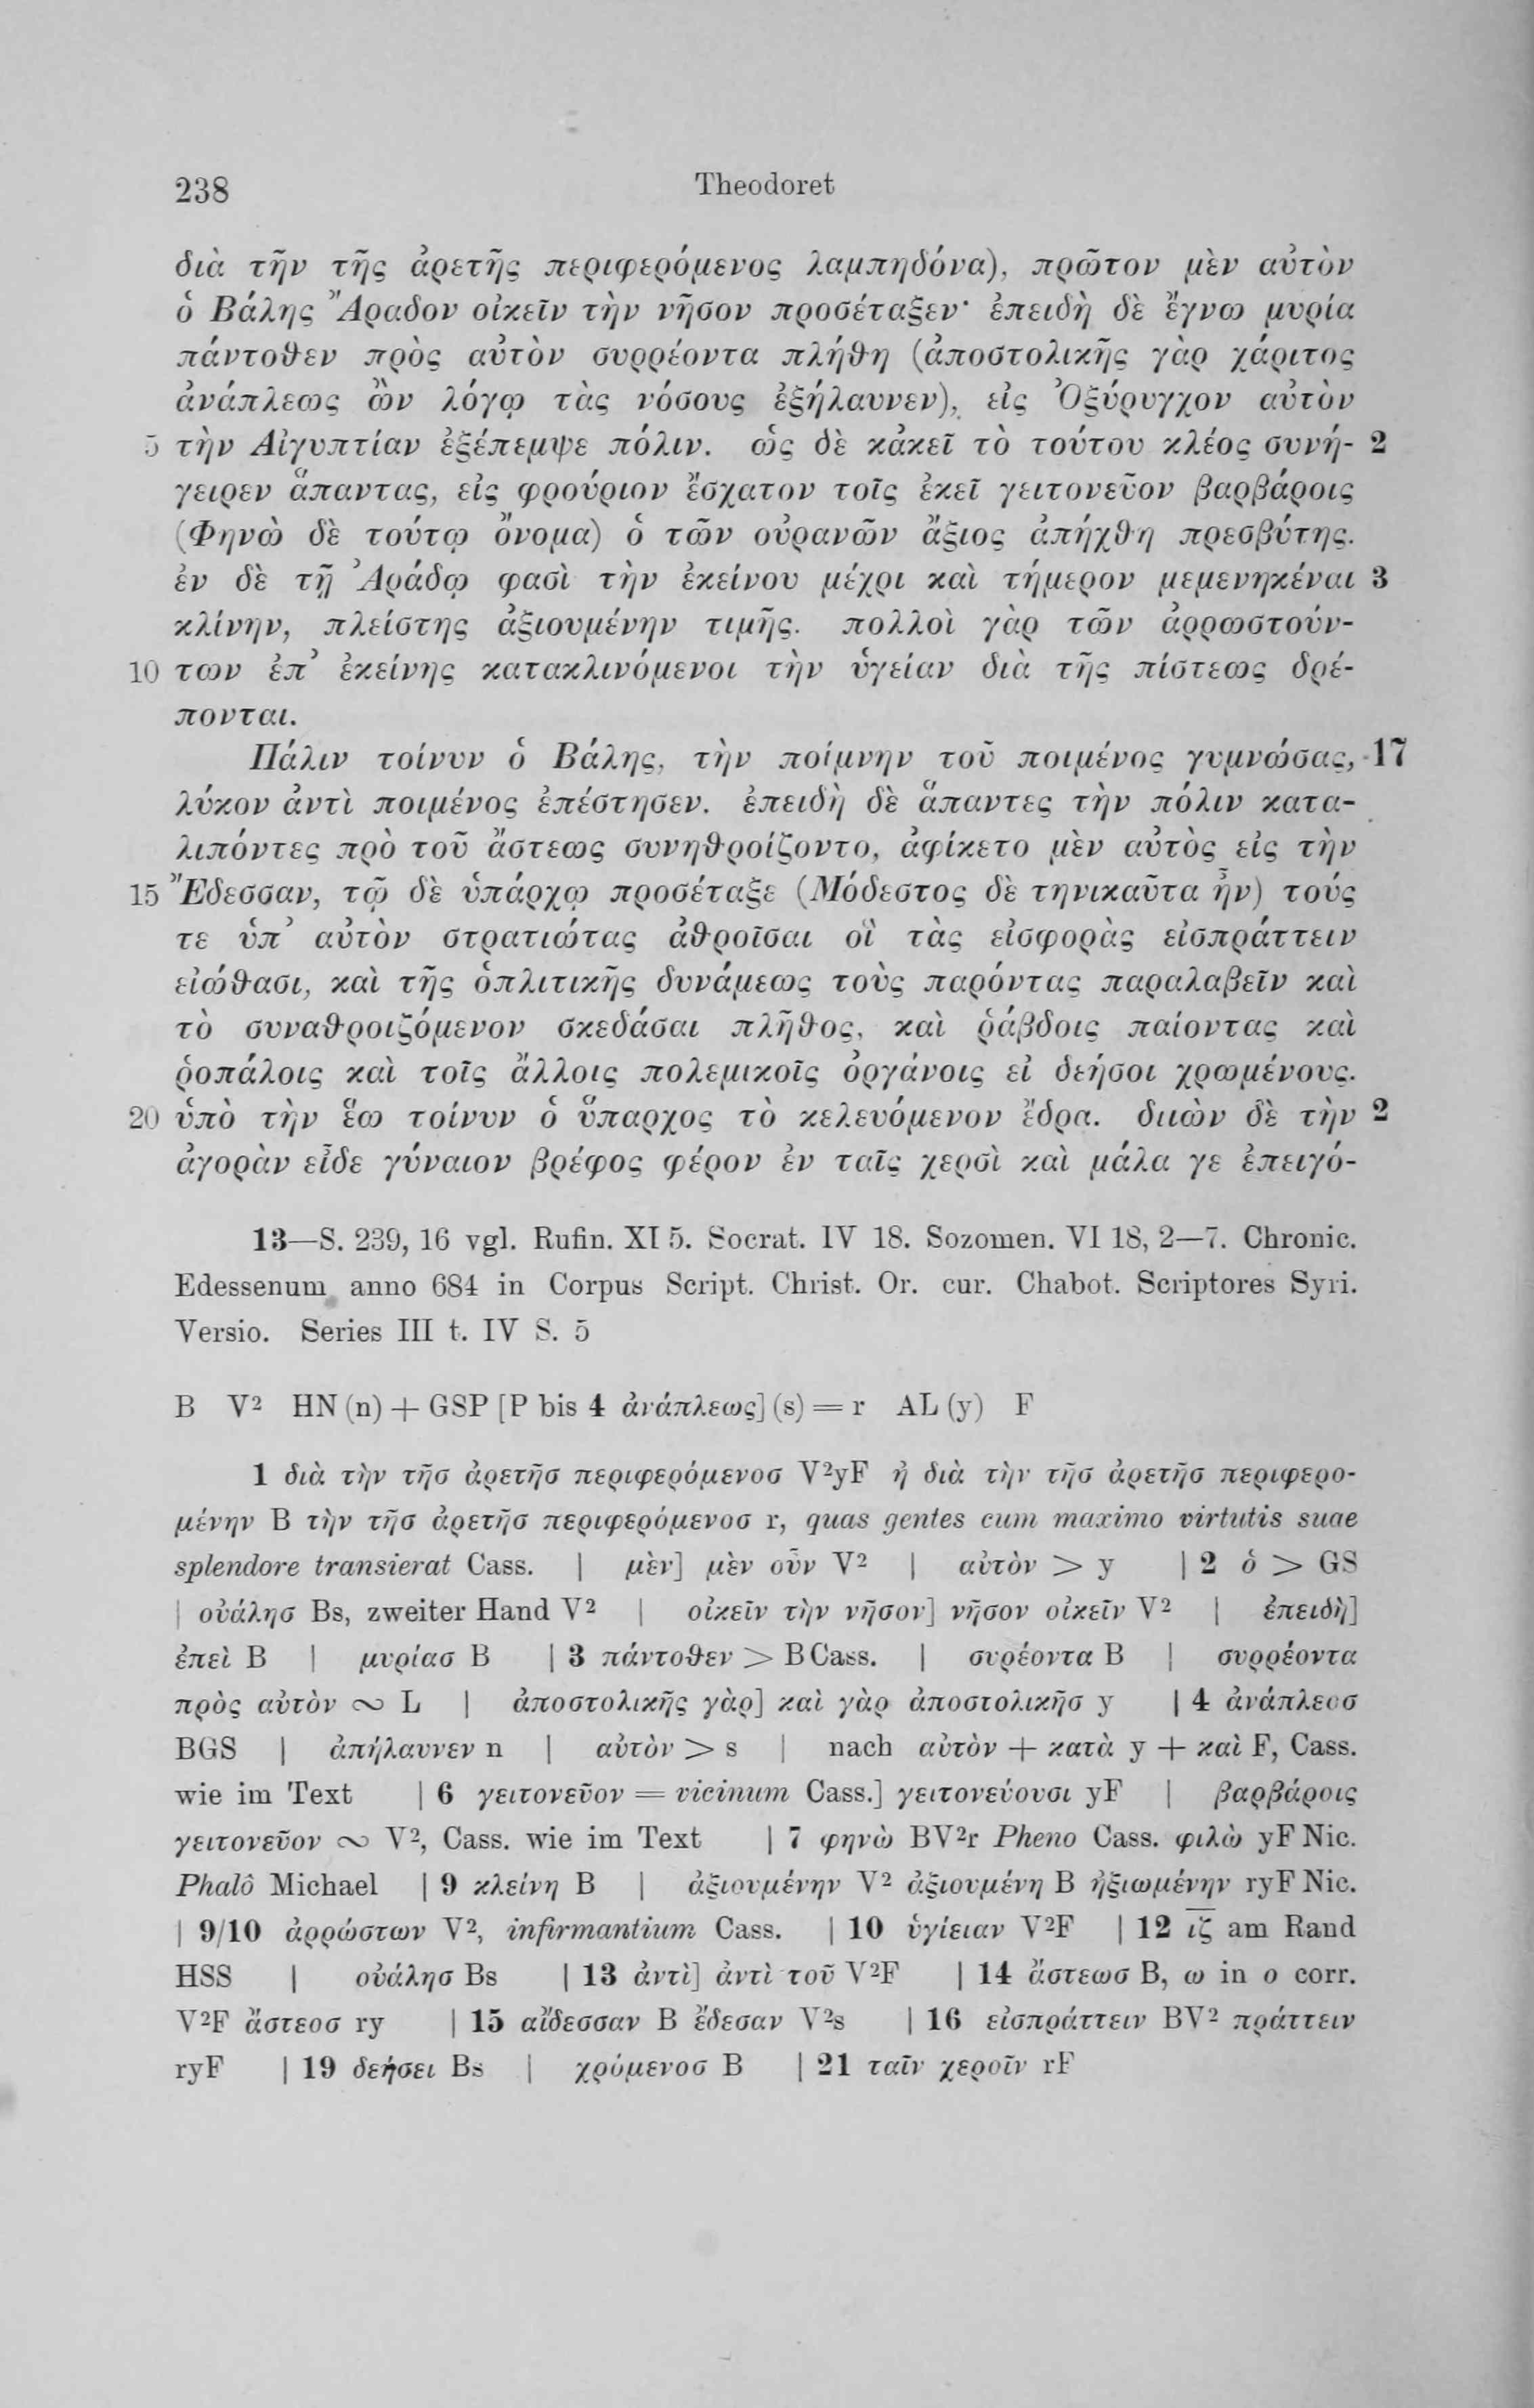 238 Theodoret
διὰ τῆν τῆς ἀρετῆς περιφερόμενος λαμπηδόνα), πρῶτον μὲν αὐτὸν
ὁ Βάλης Ἄραδον οἰκεῖν τὴν νῆσον προσέταξεν· ἐπειδὴ δὲ ἔγνω μυρία
πάντοθεν πρὸς αὐτὸν συρρέοντα πλήθη (ἀποστολικῆς γὰρ χάριτος
ἀνάπλεως ὢν λόγῳ τὰς νόσους ἐξήλαυνεν), εἰς Ὀξύρυγχον αὐτὸν
5 τὴν Αἰγυπτίαν ἐξέπεμψε πόλιν. ὡς δὲ κἀκεῖ τὸ τούτου κλέος συνή- 2
γειρεν ἅπαντας, εἰς φρούριον ἔσχατον τοῖς ἐκεῖ γειτονεῦον βαρβάροις
(Φηνὼ δὲ τούτῳ ὄνομα) ὁ τῶν οὐρανῶν ἄξιος ἀπήχθη πρεσβύτης.
ἐν δὲ τῇ Ἀράδῳ φασὶ τὴν ἐκείνου μέχρι καὶ τήμερον μεμενηκέναι 3
κλίνην, πλείστης ἀξιουμένην τιμῆς. πολλοὶ γὰρ τῶν ἀρρωστούν-
10 των ἐπ’ ἐκείνης κατακλινόμενοι τὴν ὑγείαν διὰ τῆς πίστεως δρέ-
πονται.
Πάλιν τοίνυν ὁ Βάλης, τὴν ποίμνην τοῦ ποιμένος γυμνώσας, 17
λύκον ἀντὶ ποιμένος ἐπέστησεν. ἐπειδὴ δὲ ἅπαντες τὴν πόλιν κατα-
λιπόντες πρὸ τοῦ ἄστεως συνηθροίζοντο, ἀφίκετο μὲν αὐτὸς εἰς τὴν
15 Ἔδεσσαν, τῷ δὲ ὑπάρχῳ προσέταξε (Μόδεστος δὲ τηνικαῦτα ἦν) τούς
τε ὑπ’ αὐτὸν στρατιώτας ἀθροῖσαι οἳ τὰς εἰσφορὰς εἰσπράττειν
εἰώθασι, καὶ τῆς ὁπλιτικῆς δυνάμεως τοὺς παρόντας παραλαβεῖν καὶ
τὸ συναθροιζόμενον σκεδάσαι πλῆθος, καὶ ῥάβδοις παίοντας καὶ
ῥοπάλοις καὶ τοῖς ἄλλοις πολεμικοῖς ὀργάνοις εἰ δεήσοι χρωμένους.
20 ὑπὸ τὴν ἕω τοίνυν ὁ ὕπαρχος τὸ κελευόμενον ἔδρα. διιὼν δὲ τὴν 2
ἀγορὰν εἶδε γύναιον βρέφος φέρον ἐν ταῖς χερσὶ καὶ μάλα γε ἐπειγό-
13—S. 239, 16 vgl. Rufin. XI 5. Socrat. IV 18. Sozomen. VI 18, 2—7. Chronic.
Edessenum anno 684 in Corpus Script. Christ. Or. cur. Chabot. Scriptores Syri.
Versio. Series III t. IV S. 5
B V² HN (n) + GSP [P bis 4 ἀνάπλεως] (s) = r AL (y) F
1 διὰ τὴν τῆσ ἀρετῆσ περιφερόμενοσ V²yF ἡ διὰ τὴν τῆσ ἀρετῆσ περιφερο-
μένην B τὴν τῆσ ἀρετῆσ περιφερόμενοσ r, quas gentes cum maximo virtutis suae
splendore transierat Cass. | μὲν] μὲν οὖν V² | αὐτὸν > y | 2 ὁ > GS
| οὐάλησ Bs, zweiter Hand V² | οἰκεῖν τὴν νῆσον] νῆσον οἰκεῖν V² | ἐπειδὴ]
ἐπεὶ B | μυρίασ B | 3 πάντοθεν > B Cass. | συρέοντα B | συρρέοντα
πρὸς αὐτὸν ∾ L | ἀποστολικῆς γὰρ] καὶ γὰρ ἀποστολικῆσ y | 4 ἀνάπλεοσ
BGS | ἀπήλαυνεν n | αὐτὸν > s | nach αὐτὸν + κατὰ y + καὶ F, Cass.
wie im Text | 6 γειτονεῦον = vicinum Cass.] γειτονεύουσι yF | βαρβάροις
γειτονεῦον ∾ V², Cass. wie im Text | 7 φηνὼ BV²r Pheno Cass. φιλὼ yF Nic.
Phalô Michael | 9 κλείνη B | ἀξιουμένην V² ἀξιουμένη B ἠξιωμένην ryF Nic.
| 9/10 ἀρρώστων V², infirmantium Cass. | 10 ὑγίειαν V²F | 12 ι̅ζ̅ am Rand
HSS | οὐάλησ Bs | 13 ἀντὶ] ἀντὶ τοῦ V²F | 14 ἄστεωσ B, ω in ο corr.
V²F ἄστεοσ ry | 15 αἴδεσσαν B ἔδεσαν V²s | 16 εἰσπράττειν BV² πράττειν
ryF | 19 δεήσει Bs | χρόμενοσ B | 21 ταῖν χεροῖν rF